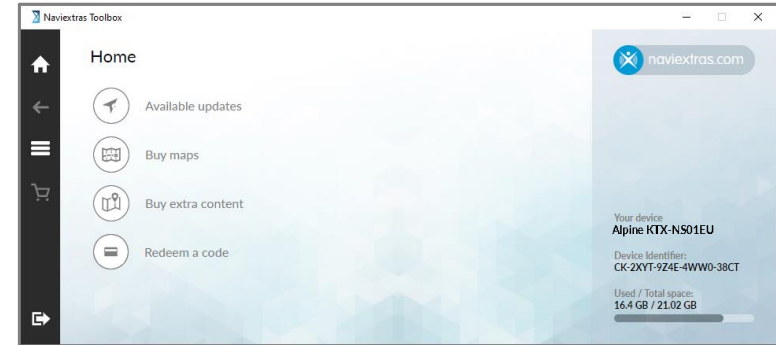 Naviextras Toolbox
Home
naviextras.com
Available updates
Buy maps
Buy extra content
Redeem a code
Your device
Alpine KTX-NS01EU
Device Identifier:
CK-2XYT-9Z4E-4WW0-38CT
Used / Total space:
16.4 GB / 21.02 GB